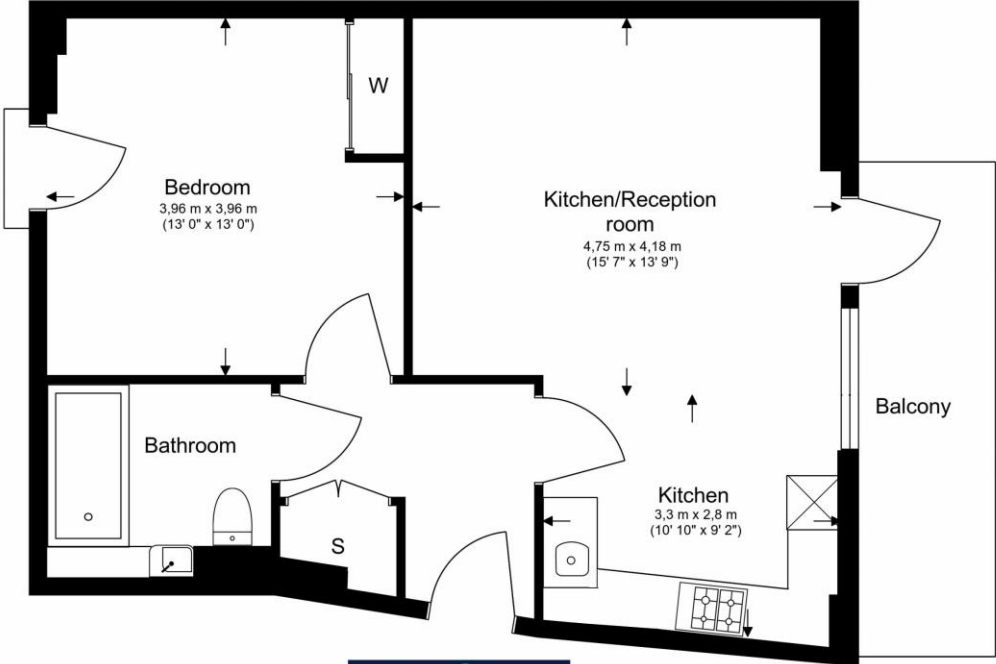 W
Bedroom
3,96 m x 3,96 m
(13' 0" x 13' 0")
Kitchen/Reception
room
4,75 m x 4,18 m
(15' 7" x 13' 9")
Balcony
Bathroom
Kitchen
3,3 m x 2,8 m
(10' 10" x 9' 2")
S